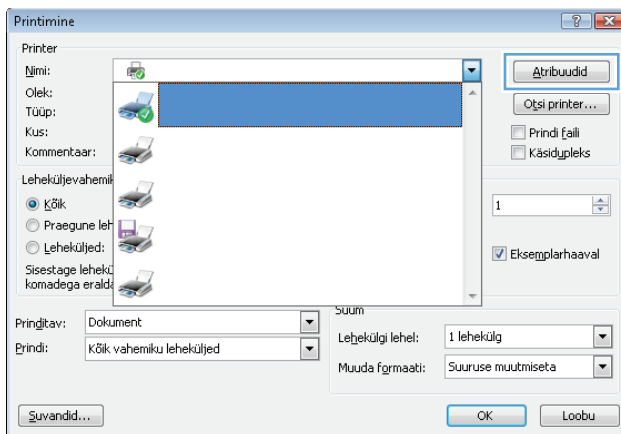 Printimine
Printer
Nimi:
Atribuudid
Olek:
Otsi printer...
Tüüp:
Kus:
Prindi faili
Kommentaar:
Käsidupleks
Leheküljevahemik
Kõik
1
Praegune leh
Leheküljed:
Eksemplarhaaval
Sisestage lehekü
komadega eralda
Suum
Prinditav: Dokument
Lehekülgi lehel: 1 lehekülg
Prindi: Kõik vahemiku leheküljed
Muuda formaati: Suuruse muutmiseta
Suvandid...
OK
Loobu